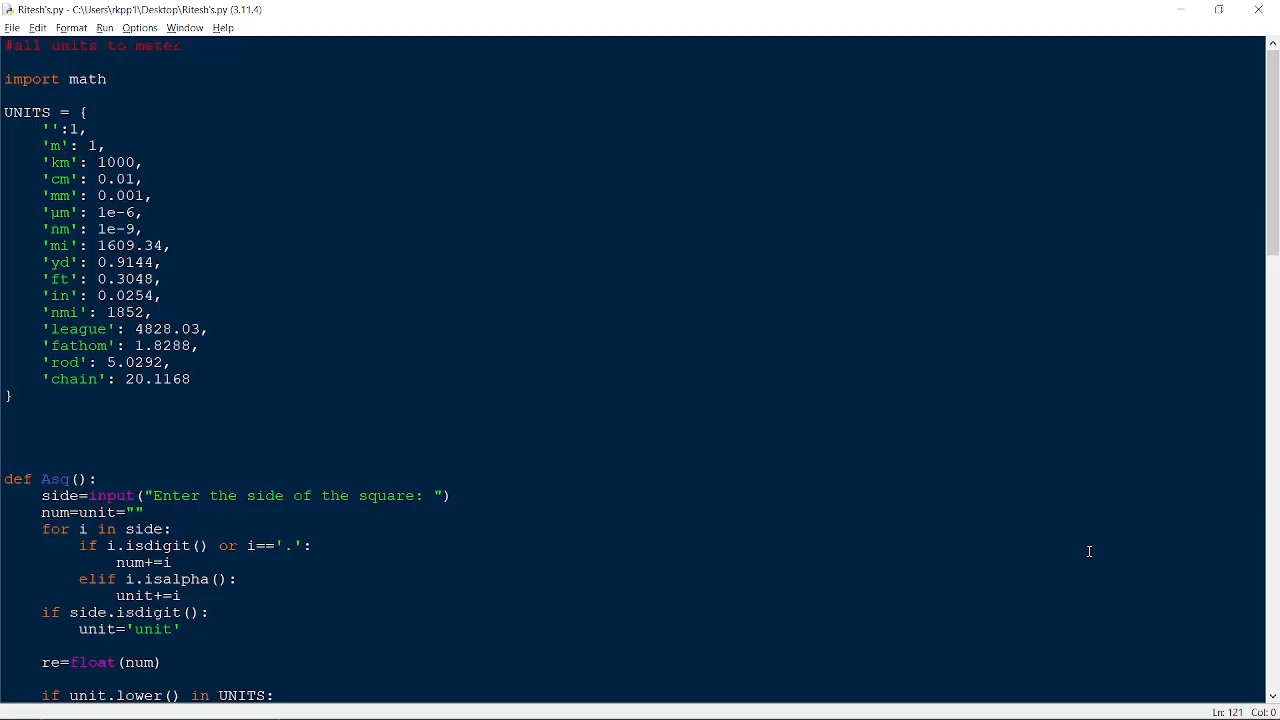 Ritesh's.py - C:\Users\rkpp1\Desktop\Ritesh's.py (3.11.4)
File Edit Format Run Options Window Help
#all units to meter
import math
UNITS = {
    '':1,
    'm': 1,
    'km': 1000,
    'cm': 0.01,
    'mm': 0.001,
    'µm': 1e-6,
    'nm': 1e-9,
    'mi': 1609.34,
    'yd': 0.9144,
    'ft': 0.3048,
    'in': 0.0254,
    'nmi': 1852,
    'league': 4828.03,
    'fathom': 1.8288,
    'rod': 5.0292,
    'chain': 20.1168
}
def Asq():
    side=input("Enter the side of the square: ")
    num=unit=""
    for i in side:
        if i.isdigit() or i=='.':
            num+=i
        elif i.isalpha():
            unit+=i
    if side.isdigit():
        unit='unit'
    re=float(num)
    if unit.lower() in UNITS:
Ln: 121 Col: 0